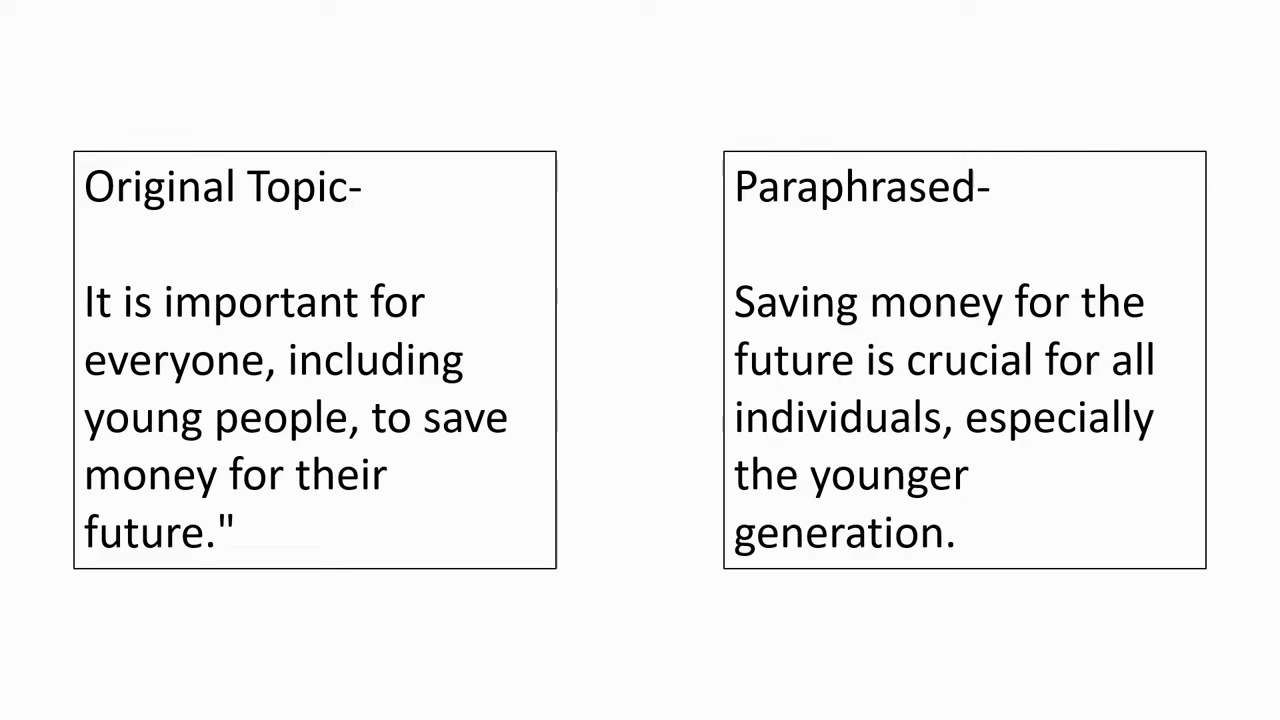 Original Topic-
It is important for
everyone, including
young people, to save
money for their
future."
Paraphrased-
Saving money for the
future is crucial for all
individuals, especially
the younger
generation.